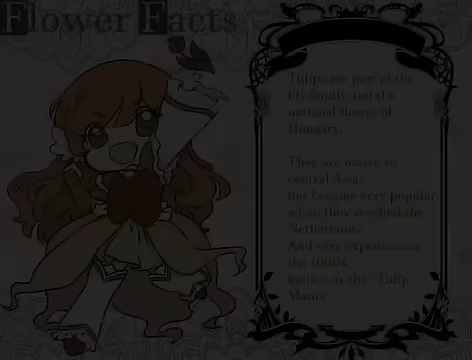 Flower Facts
Tulips are part of the
lily family and the
national flower of
Hungary.
They are native to
central Asia,
but became very popular
when they reached the
Netherlands.
And very expensive in
the 1600s,
known as the "Tulip
Mania".